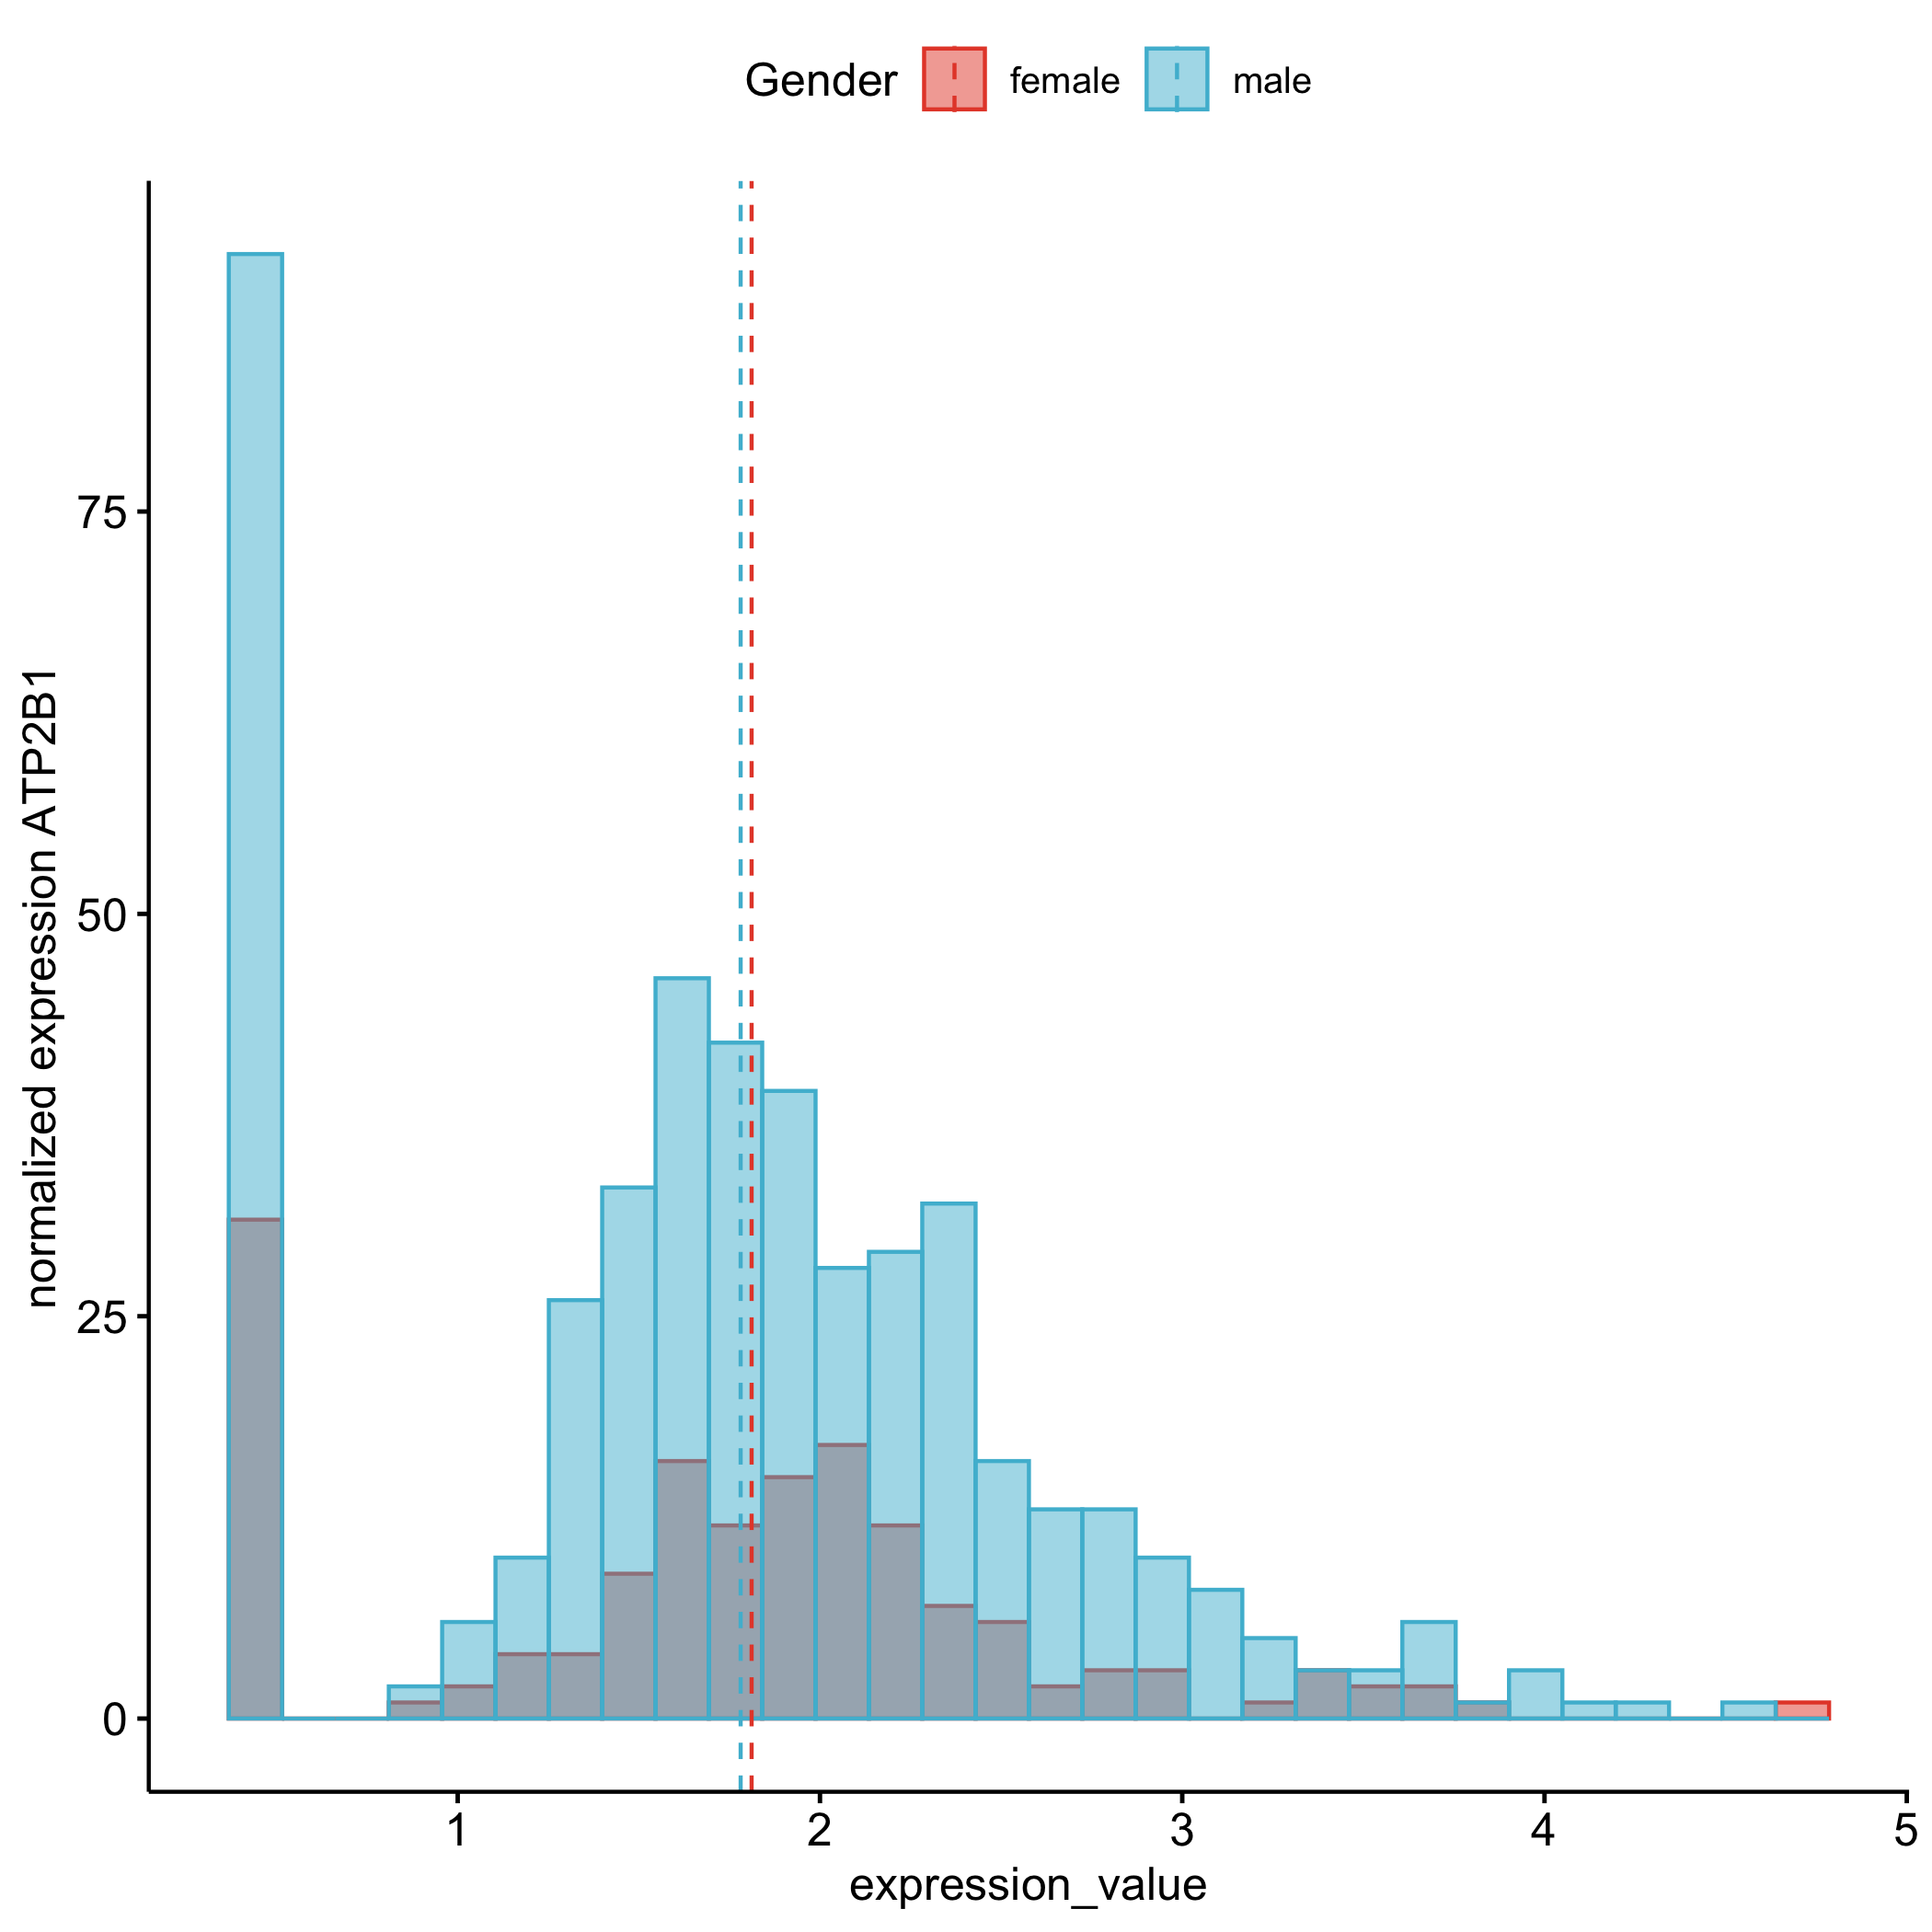 Gender female male
normalized expression ATP2B1
75
50
25
0
1 2 3 4 5
expression_value